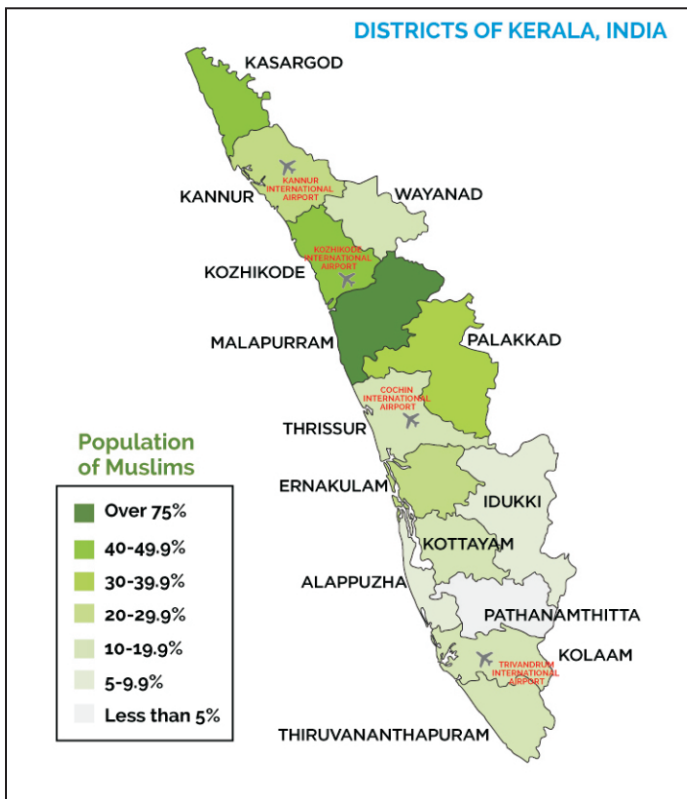 DISTRICTS OF KERALA, INDIA
KASARGOD
KANNUR
INTERNATIONAL
AIRPORT
KANNUR
WAYANAD
KOZHIKODE
INTERNATIONAL
AIRPORT
KOZHIKODE
MALAPURRAM
PALAKKAD
COCHIN
INTERNATIONAL
AIRPORT
THRISSUR
ERNAKULAM
IDUKKI
KOTTAYAM
ALAPPUZHA
PATHANAMTHITTA
KOLAAM
TRIVANDRUM
INTERNATIONAL
AIRPORT
THIRUVANANTHAPURAM
Population
of Muslims
Over 75%
40-49.9%
30-39.9%
20-29.9%
10-19.9%
5-9.9%
Less than 5%